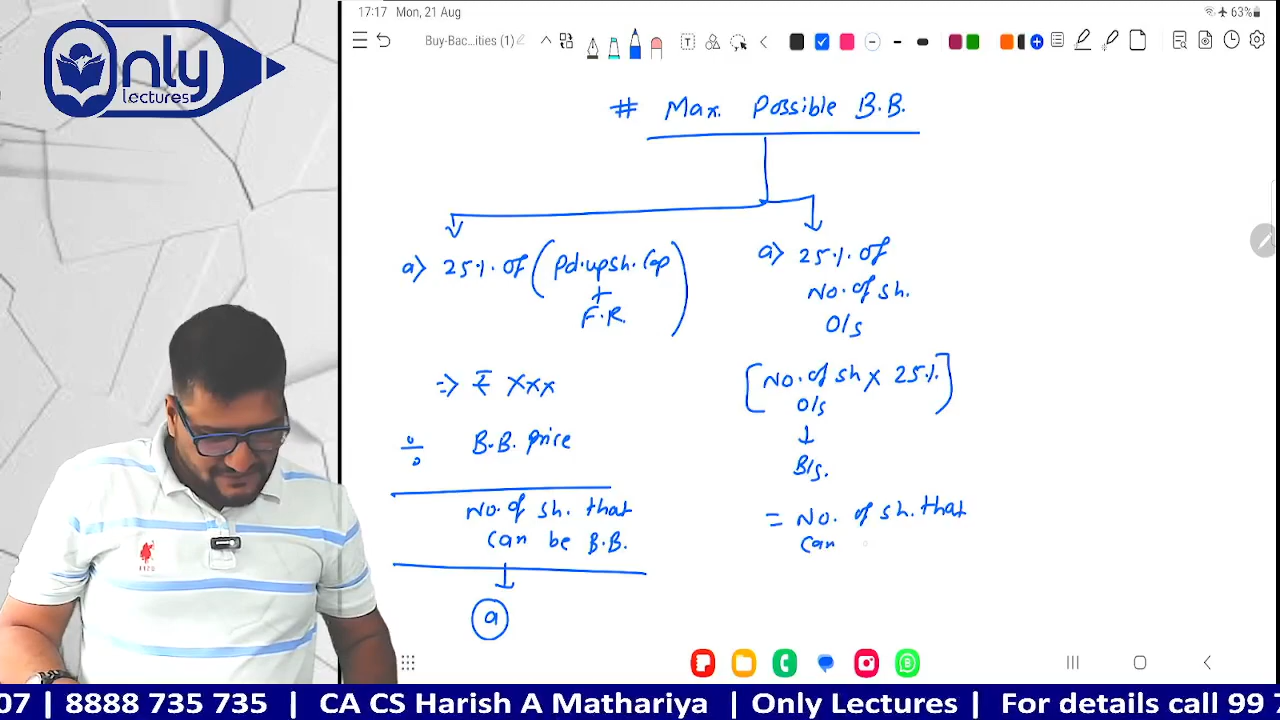 17:17 Mon, 21 Aug
63%
Only
lectures
Buy-Bac...ities (1)
# Max. Possible B.B.
a) 25% of (Pd.up sh. Cap
+
F.R.)
a) 25% of
No. of sh.
O/s
=> ₹ xxx
[No. of sh x 25%]
O/s
÷ B.B. price
B/s.
No. of sh. that
can be B.B.
= No. of sh. that
can
a
07 | 8888 735 735 | CA CS Harish A Mathariya | Only Lectures | For details call 99 7